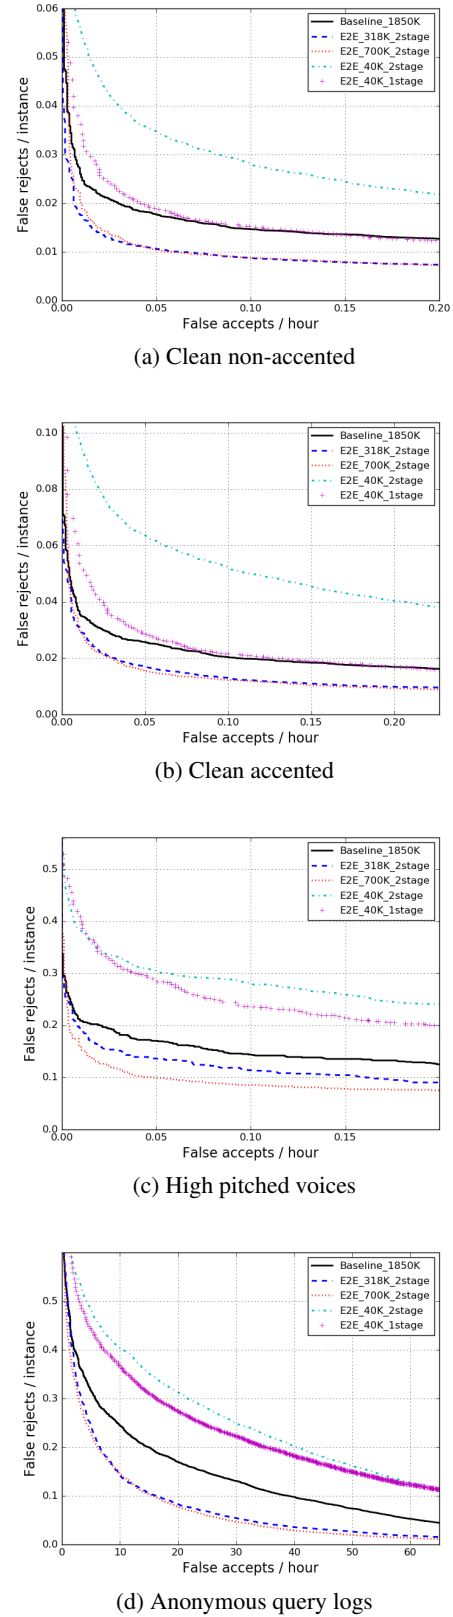 0.06
0.05
0.04
0.03
0.02
0.01
0.00
False rejects / instance
Baseline_1850K
E2E_318K_2stage
E2E_700K_2stage
E2E_40K_2stage
E2E_40K_1stage
0.00 0.05 0.10 0.15 0.20
False accepts / hour
(a) Clean non-accented
0.10
0.08
0.06
0.04
0.02
0.00
False rejects / instance
Baseline_1850K
E2E_318K_2stage
E2E_700K_2stage
E2E_40K_2stage
E2E_40K_1stage
0.00 0.05 0.10 0.15 0.20
False accepts / hour
(b) Clean accented
0.5
0.4
0.3
0.2
0.1
0.0
False rejects / instance
Baseline_1850K
E2E_318K_2stage
E2E_700K_2stage
E2E_40K_2stage
E2E_40K_1stage
0.00 0.05 0.10 0.15
False accepts / hour
(c) High pitched voices
0.5
0.4
0.3
0.2
0.1
0.0
False rejects / instance
Baseline_1850K
E2E_318K_2stage
E2E_700K_2stage
E2E_40K_2stage
E2E_40K_1stage
0 10 20 30 40 50 60
False accepts / hour
(d) Anonymous query logs